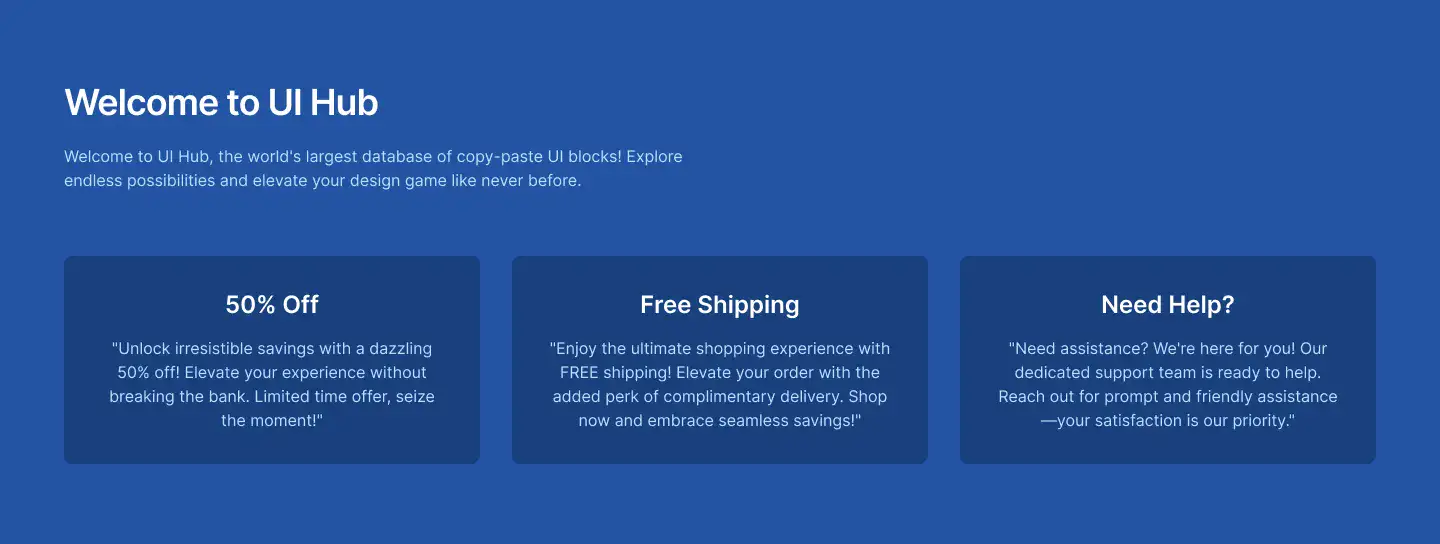 Welcome to UI Hub
Welcome to UI Hub, the world's largest database of copy-paste UI blocks! Explore
endless possibilities and elevate your design game like never before.
50% Off
"Unlock irresistible savings with a dazzling
50% off! Elevate your experience without
breaking the bank. Limited time offer, seize
the moment!"
Free Shipping
"Enjoy the ultimate shopping experience with
FREE shipping! Elevate your order with the
added perk of complimentary delivery. Shop
now and embrace seamless savings!"
Need Help?
"Need assistance? We're here for you! Our
dedicated support team is ready to help.
Reach out for prompt and friendly assistance
—your satisfaction is our priority."